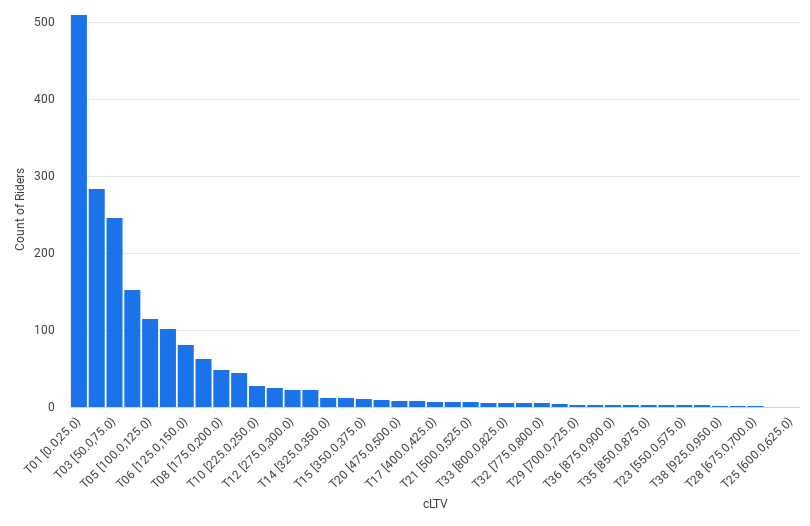 500
400
300
200
100
0
Count of Riders
T01 [0.0,25.0)
T03 [50.0,75.0)
T05 [100.0,125.0)
T06 [125.0,150.0)
T08 [175.0,200.0)
T10 [225.0,250.0)
T12 [275.0,300.0)
T14 [325.0,350.0)
T15 [350.0,375.0)
T20 [475.0,500.0)
T17 [400.0,425.0)
T21 [500.0,525.0)
T33 [800.0,825.0)
T32 [775.0,800.0)
T29 [700.0,725.0)
T36 [875.0,900.0)
T35 [850.0,875.0)
T23 [550.0,575.0)
T38 [925.0,950.0)
T28 [675.0,700.0)
T25 [600.0,625.0)
cLTV